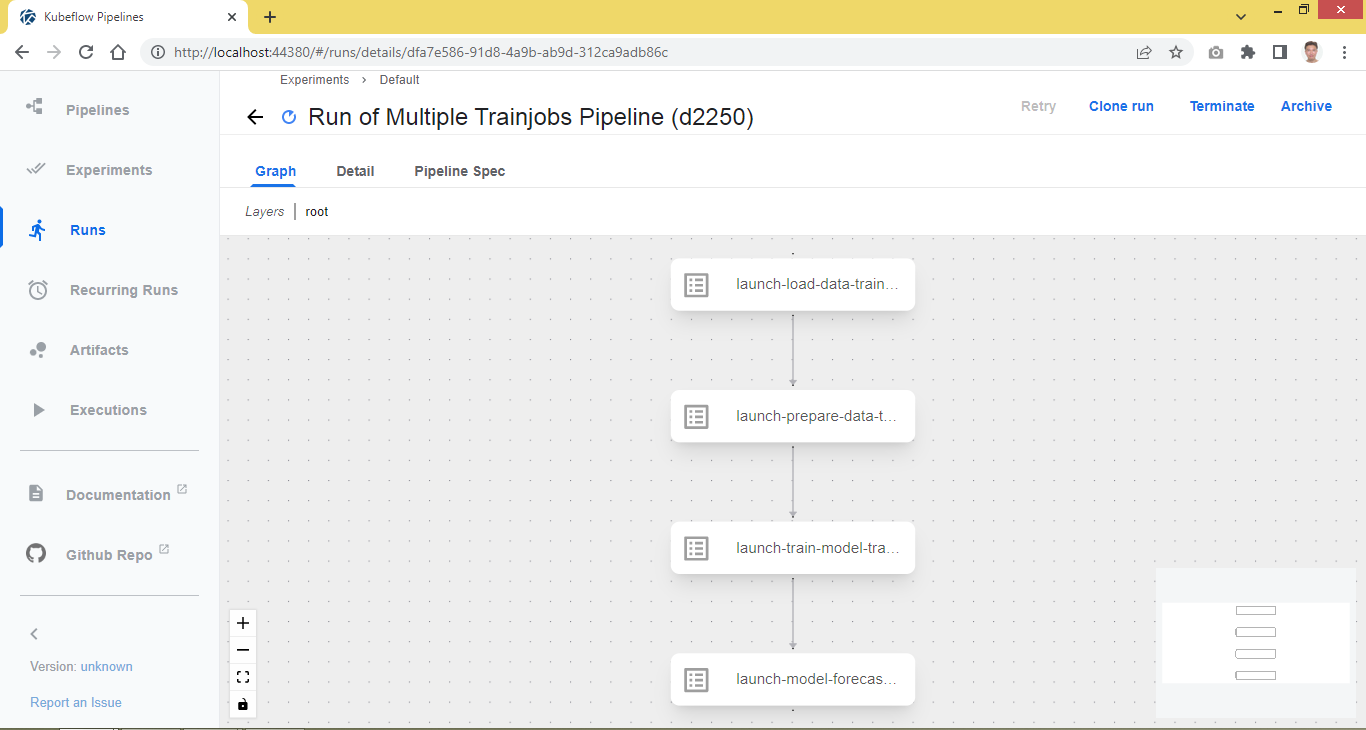 Kubeflow Pipelines
http://localhost:44380/#/runs/details/dfa7e586-91d8-4a9b-ab9d-312ca9adb86c
Pipelines
Experiments
Runs
Recurring Runs
Artifacts
Executions
Documentation
Github Repo
Version: unknown
Report an Issue
Experiments > Default
Run of Multiple Trainjobs Pipeline (d2250)
Retry Clone run Terminate Archive
Graph Detail Pipeline Spec
Layers | root
launch-load-data-train…
launch-prepare-data-t…
launch-train-model-tra…
launch-model-forecas…